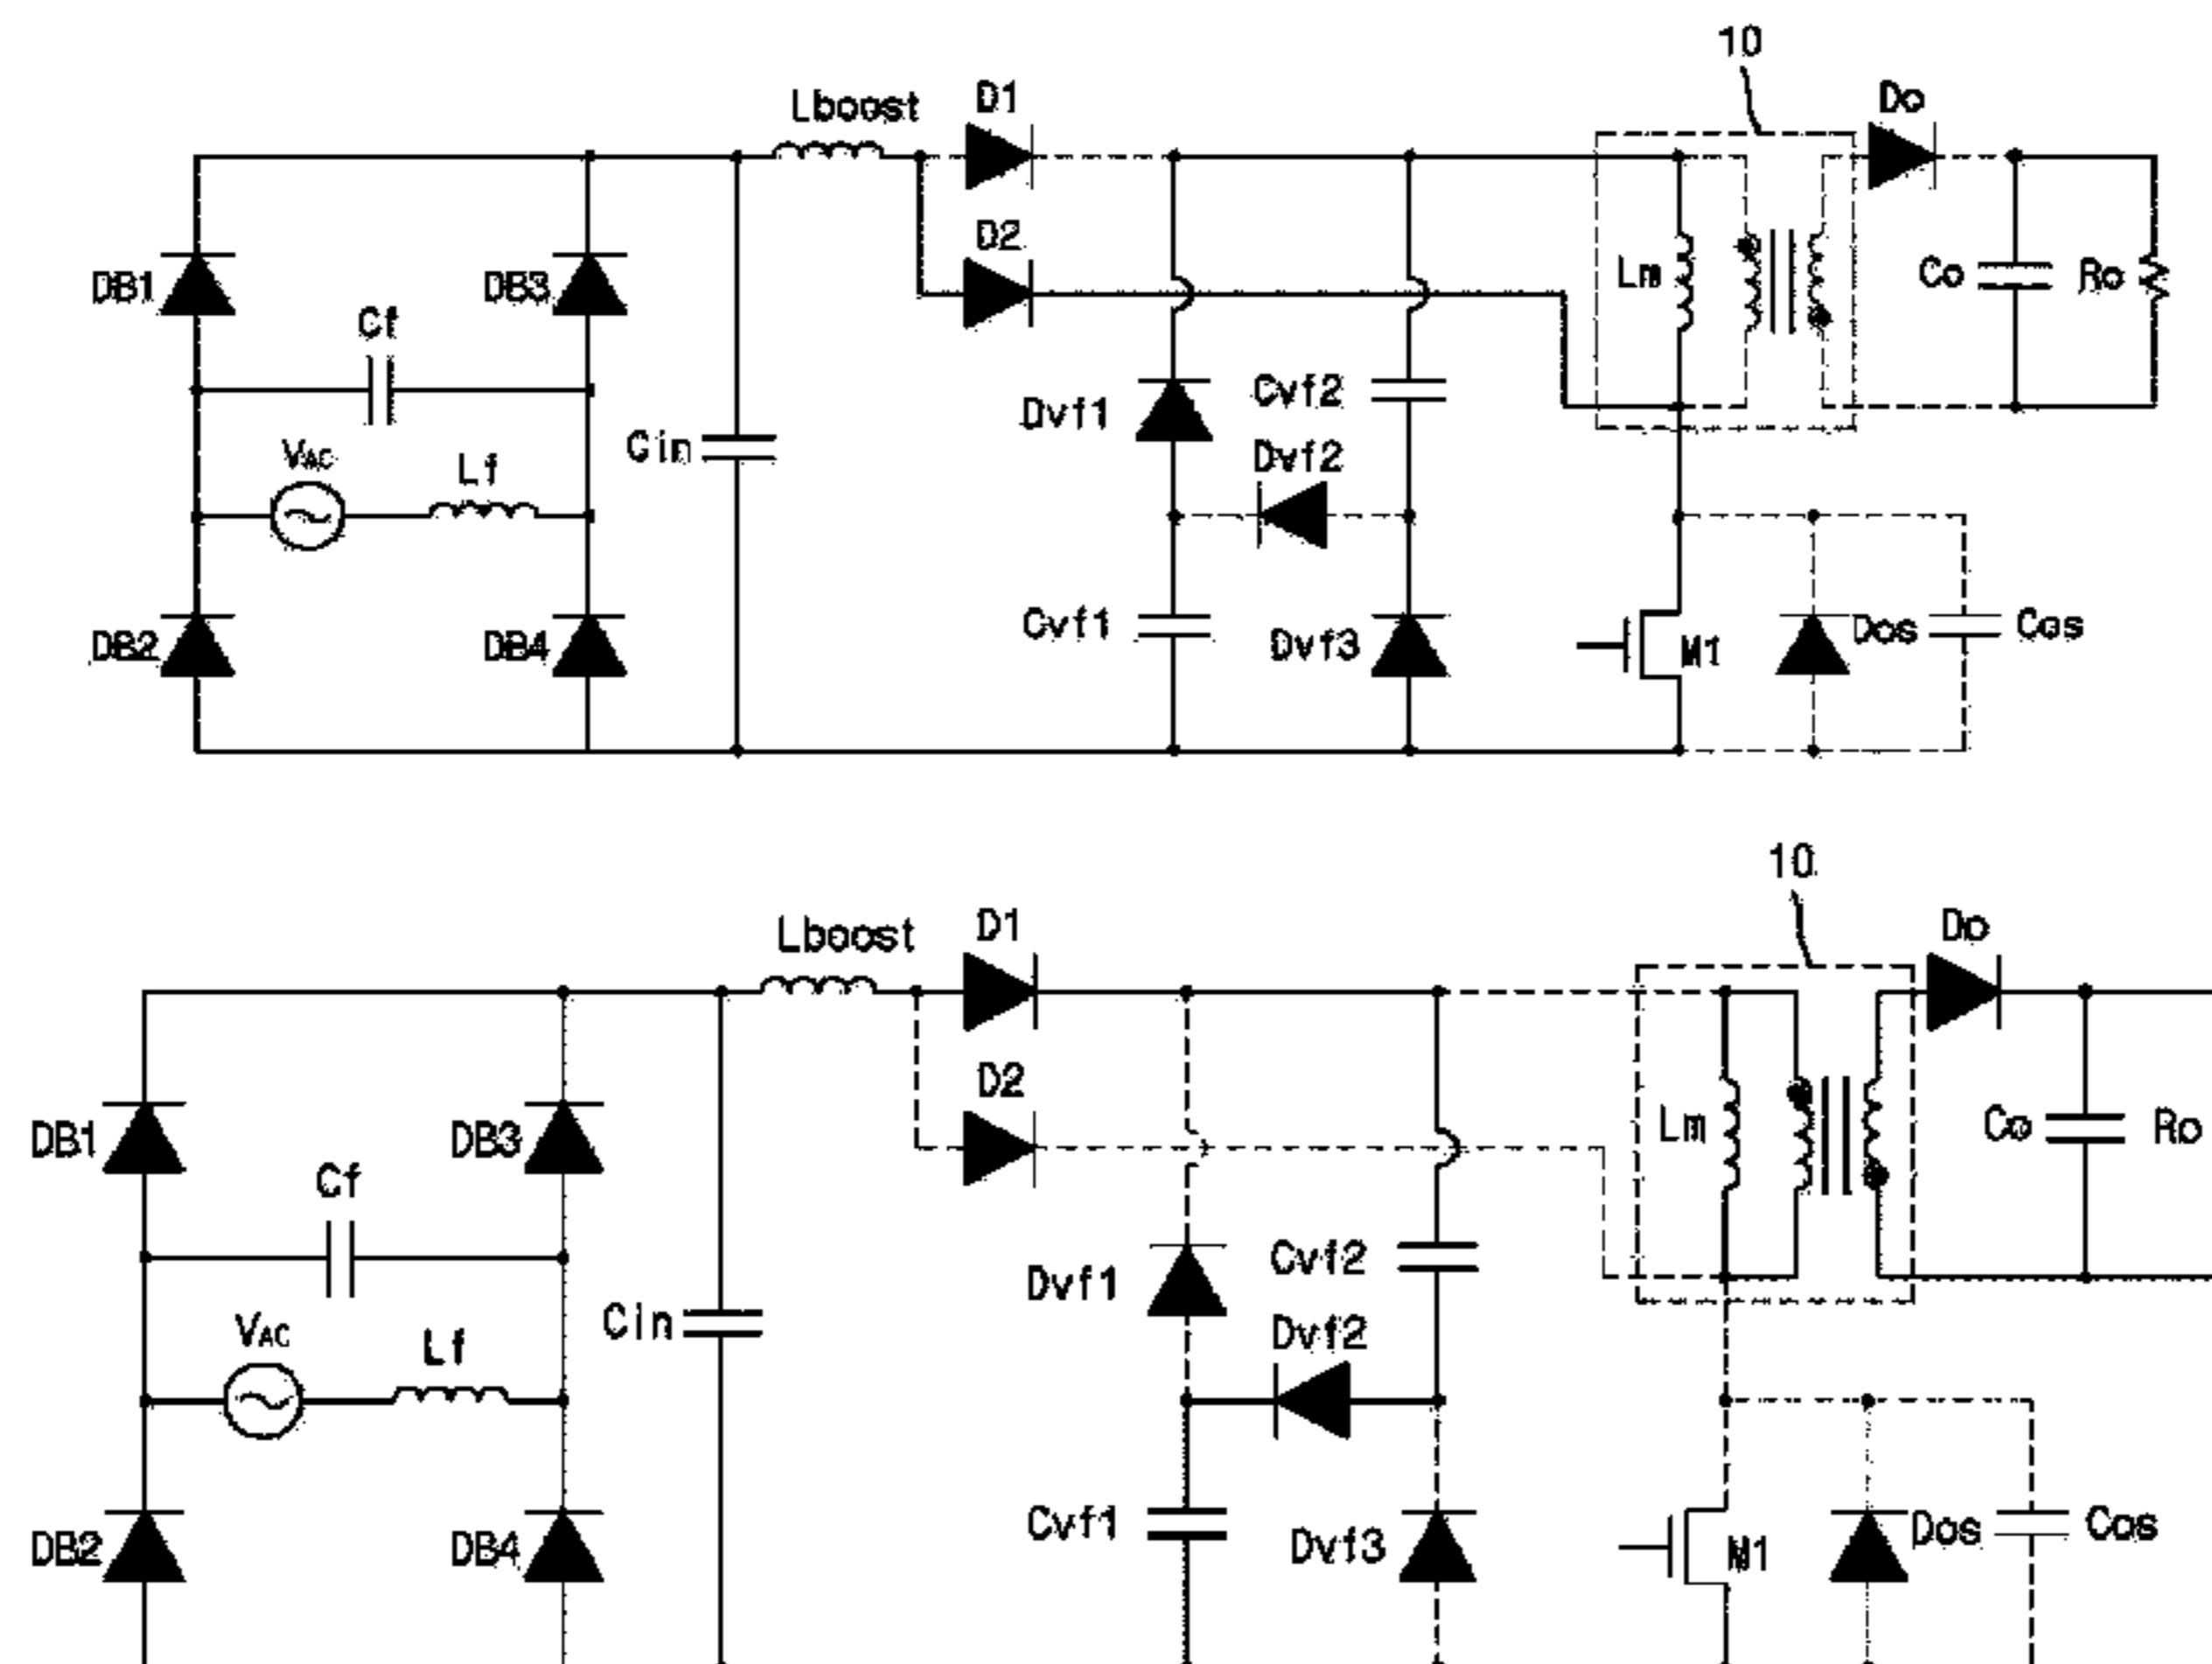 10
Lboost
D1
Do
D2
DB1
DB3
Lm
Co
Ro
Cf
Cvf2
Dvf1
VAC
Lf
Cin
Dvf2
DB2
DB4
Cvf1
Dvf3
M1
Dos
Cos
10
Lboost
D1
Do
D2
DB1
DB3
Lm
Co
Ro
Cf
Dvf1
Cvf2
VAC
Lf
Cin
Dvf2
DB2
DB4
Cvf1
Dvf3
M1
Dos
Cos